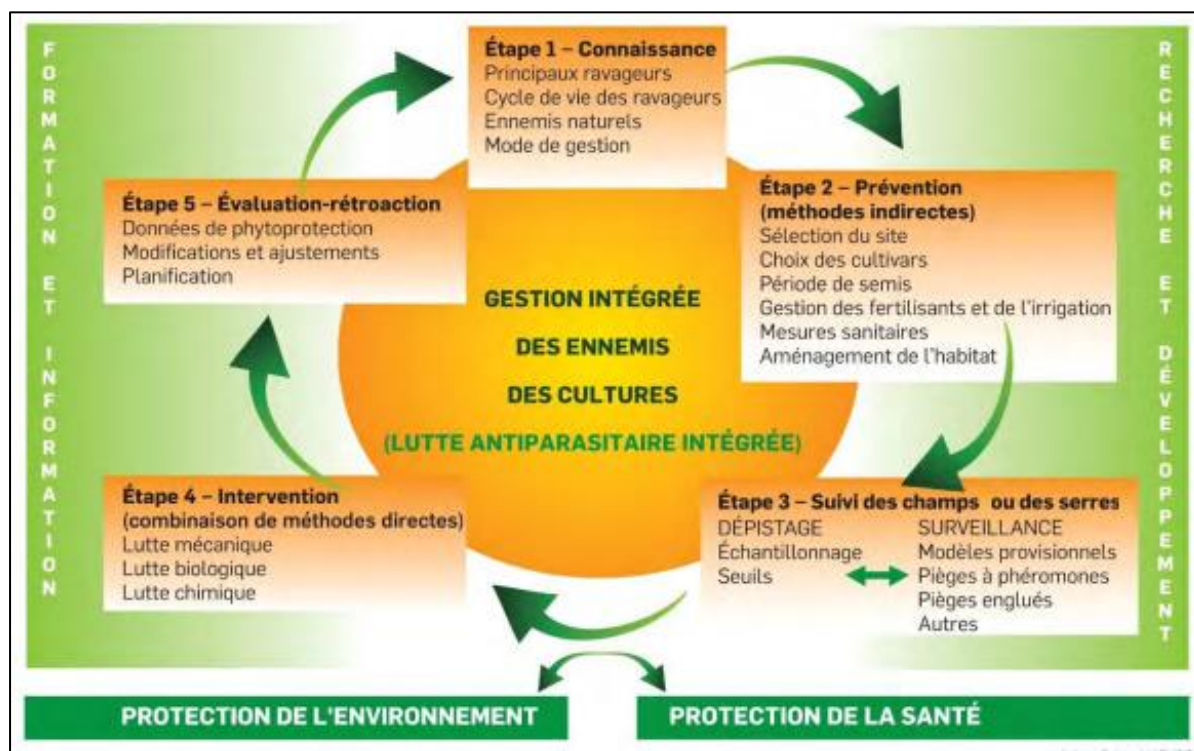 FORMATION ET INFORMATION
RECHERCHE ET DÉVELOPPEMENT
Étape 1 – Connaissance
Principaux ravageurs
Cycle de vie des ravageurs
Ennemis naturels
Mode de gestion
Étape 2 – Prévention
(méthodes indirectes)
Sélection du site
Choix des cultivars
Période de semis
Gestion des fertilisants et de l'irrigation
Mesures sanitaires
Aménagement de l'habitat
Étape 3 – Suivi des champs ou des serres
DÉPISTAGE
Échantillonnage
Seuils
SURVEILLANCE
Modèles provisionnels
Pièges à phéromones
Pièges englués
Autres
Étape 4 – Intervention
(combinaison de méthodes directes)
Lutte mécanique
Lutte biologique
Lutte chimique
Étape 5 – Évaluation-rétroaction
Données de phytoprotection
Modifications et ajustements
Planification
GESTION INTÉGRÉE
DES ENNEMIS
DES CULTURES
(LUTTE ANTIPARASITAIRE INTÉGRÉE)
PROTECTION DE L'ENVIRONNEMENT
PROTECTION DE LA SANTÉ